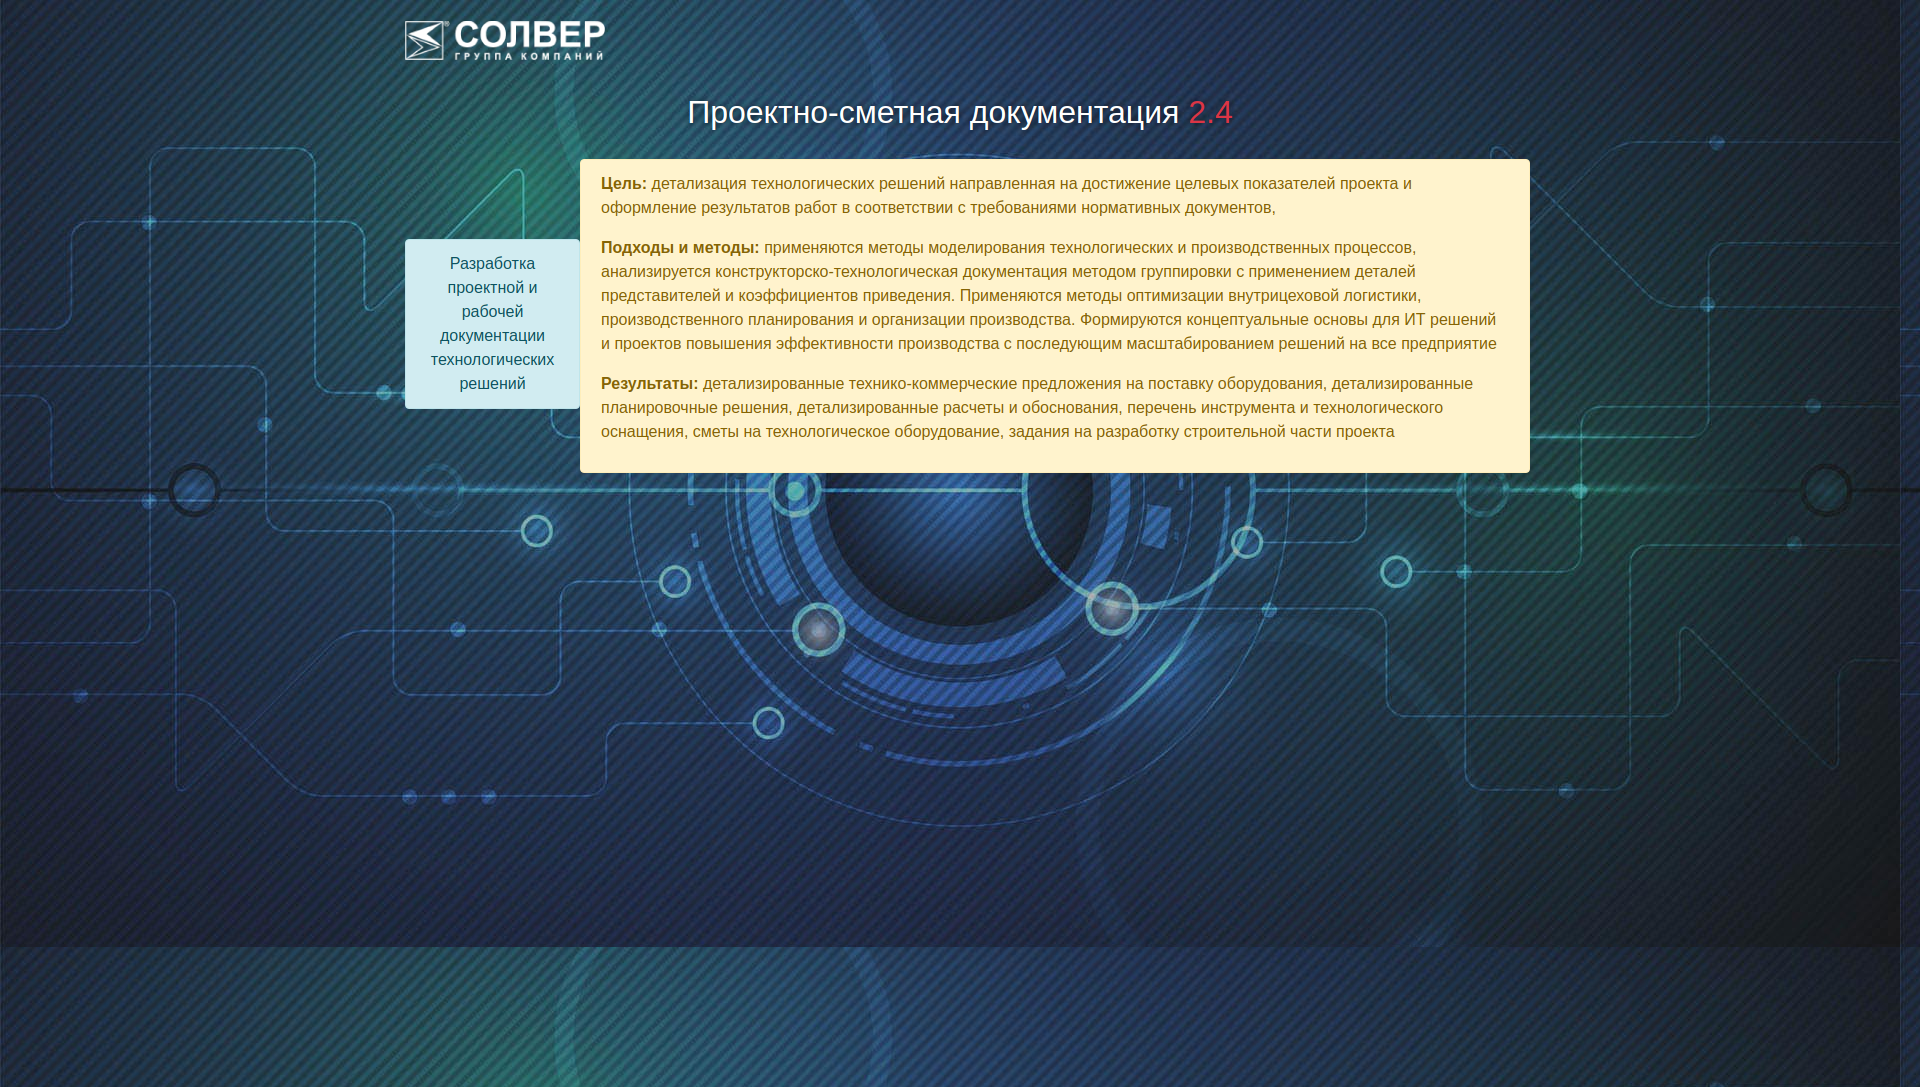 СОЛВЕР
ГРУППА КОМПАНИЙ
Проектно-сметная документация 2.4
Разработка
проектной и
рабочей
документации
технологических
решений
Цель: детализация технологических решений направленная на достижение целевых показателей проекта и
оформление результатов работ в соответствии с требованиями нормативных документов,
Подходы и методы: применяются методы моделирования технологических и производственных процессов,
анализируется конструкторско-технологическая документация методом группировки с применением деталей
представителей и коэффициентов приведения. Применяются методы оптимизации внутрицеховой логистики,
производственного планирования и организации производства. Формируются концептуальные основы для ИТ решений
и проектов повышения эффективности производства с последующим масштабированием решений на все предприятие
Результаты: детализированные технико-коммерческие предложения на поставку оборудования, детализированные
планировочные решения, детализированные расчеты и обоснования, перечень инструмента и технологического
оснащения, сметы на технологическое оборудование, задания на разработку строительной части проекта